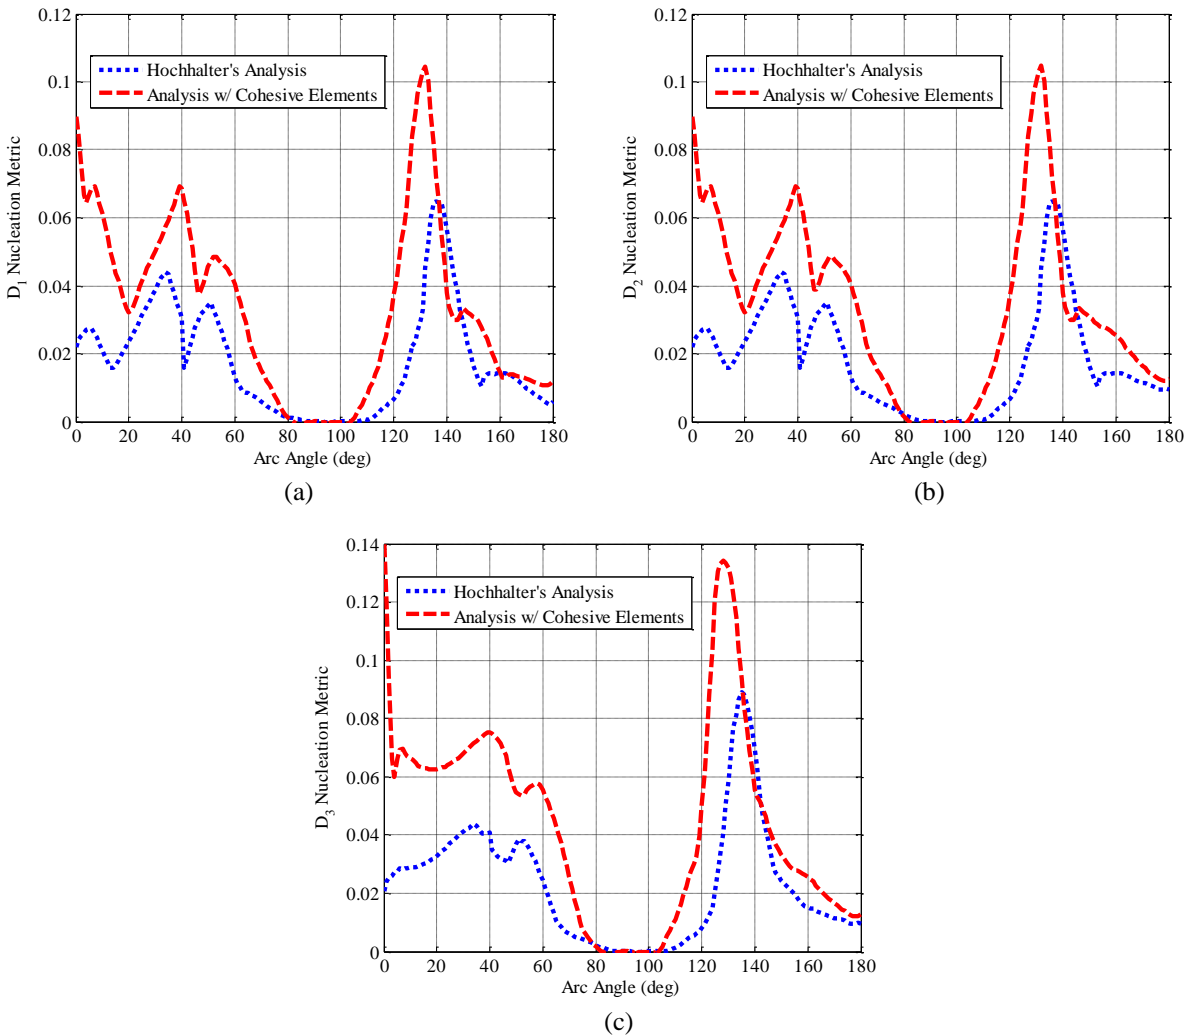 0.12
0.1
0.08
0.06
0.04
0.02
0
D1 Nucleation Metric
Hochhalter's Analysis
Analysis w/ Cohesive Elements
0 20 40 60 80 100 120 140 160 180
Arc Angle (deg)
(a)
0.12
0.1
0.08
0.06
0.04
0.02
0
D2 Nucleation Metric
Hochhalter's Analysis
Analysis w/ Cohesive Elements
0 20 40 60 80 100 120 140 160 180
Arc Angle (deg)
(b)
0.14
0.12
0.1
0.08
0.06
0.04
0.02
0
D3 Nucleation Metric
Hochhalter's Analysis
Analysis w/ Cohesive Elements
0 20 40 60 80 100 120 140 160 180
Arc Angle (deg)
(c)